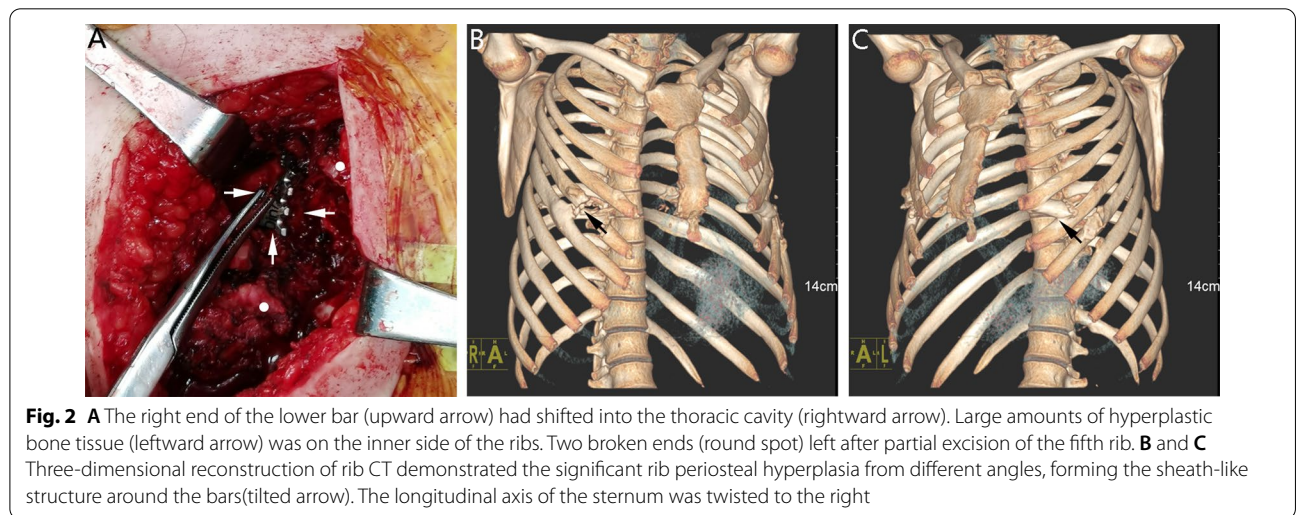 A
B
C
14cm
14cm
R A
A L
Fig. 2 A The right end of the lower bar (upward arrow) had shifted into the thoracic cavity (rightward arrow). Large amounts of hyperplastic
bone tissue (leftward arrow) was on the inner side of the ribs. Two broken ends (round spot) left after partial excision of the fifth rib. B and C
Three-dimensional reconstruction of rib CT demonstrated the significant rib periosteal hyperplasia from different angles, forming the sheath-like
structure around the bars(tilted arrow). The longitudinal axis of the sternum was twisted to the right